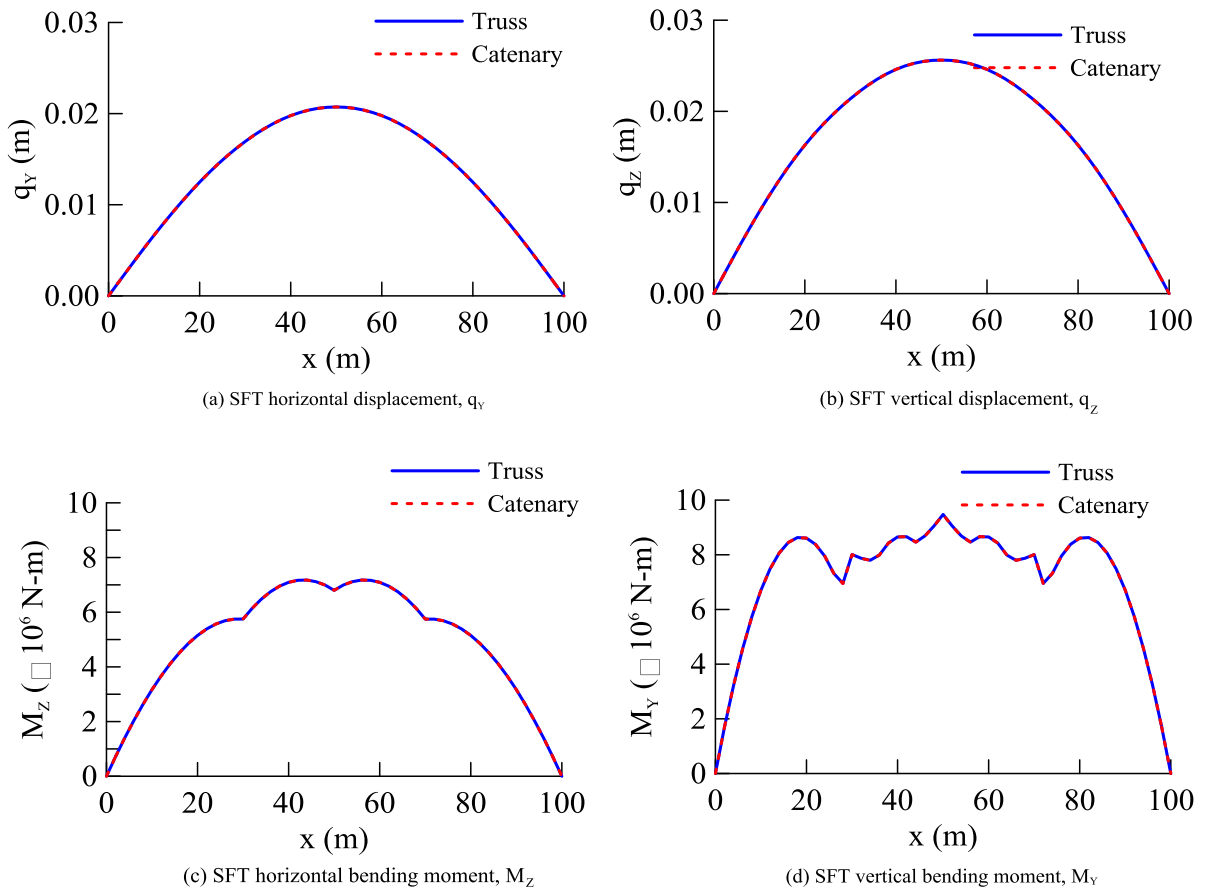 Truss
Catenary
0.03
0.02
0.01
0.00
q_Y (m)
0 20 40 60 80 100
x (m)
(a) SFT horizontal displacement, q_Y
Truss
Catenary
0.03
0.02
0.01
0.00
q_Z (m)
0 20 40 60 80 100
x (m)
(b) SFT vertical displacement, q_Z
Truss
Catenary
10
8
6
4
2
0
M_Z (□ 10⁶ N-m)
0 20 40 60 80 100
x (m)
(c) SFT horizontal bending moment, M_Z
Truss
Catenary
10
8
6
4
2
0
M_Y (□ 10⁶ N-m)
0 20 40 60 80 100
x (m)
(d) SFT vertical bending moment, M_Y